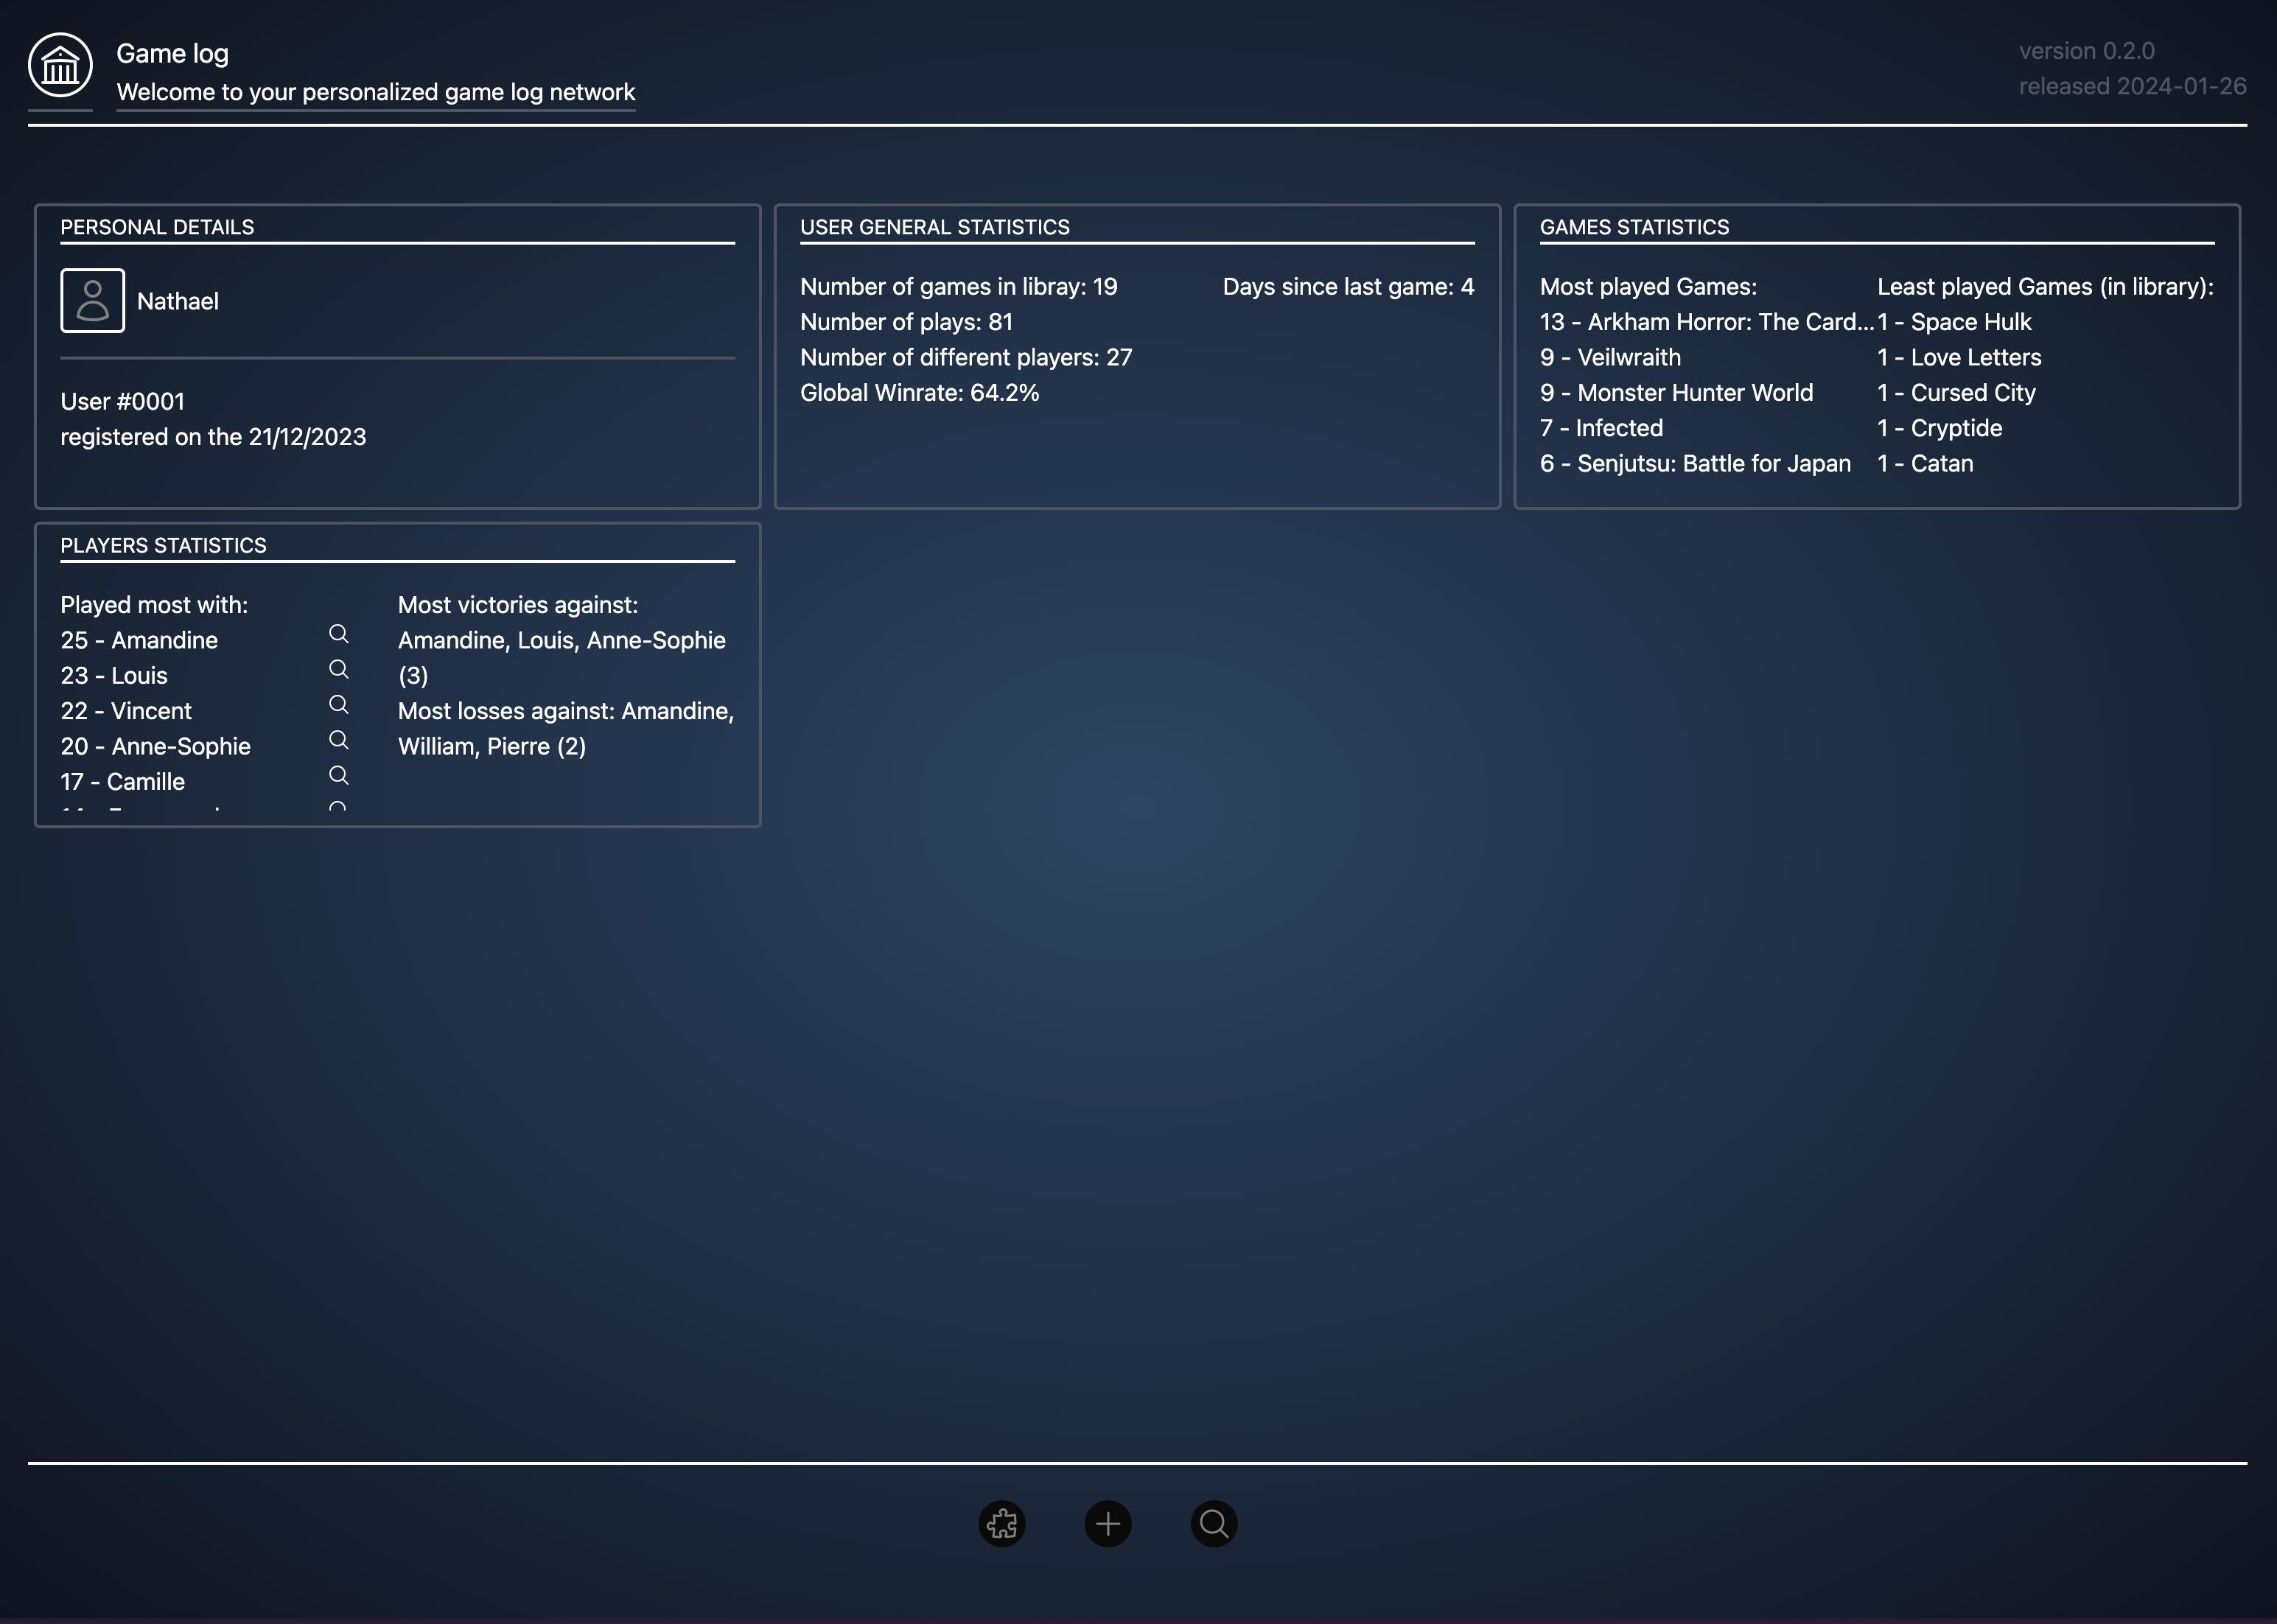 Game log
Welcome to your personalized game log network
version 0.2.0
released 2024-01-26
PERSONAL DETAILS
Nathael
User #0001
registered on the 21/12/2023
USER GENERAL STATISTICS
Number of games in libray: 19
Number of plays: 81
Number of different players: 27
Global Winrate: 64.2%
Days since last game: 4
GAMES STATISTICS
Most played Games:
13 - Arkham Horror: The Card...
9 - Veilwraith
9 - Monster Hunter World
7 - Infected
6 - Senjutsu: Battle for Japan
Least played Games (in library):
1 - Space Hulk
1 - Love Letters
1 - Cursed City
1 - Cryptide
1 - Catan
PLAYERS STATISTICS
Played most with:
25 - Amandine
23 - Louis
22 - Vincent
20 - Anne-Sophie
17 - Camille
Most victories against:
Amandine, Louis, Anne-Sophie
(3)
Most losses against: Amandine,
William, Pierre (2)